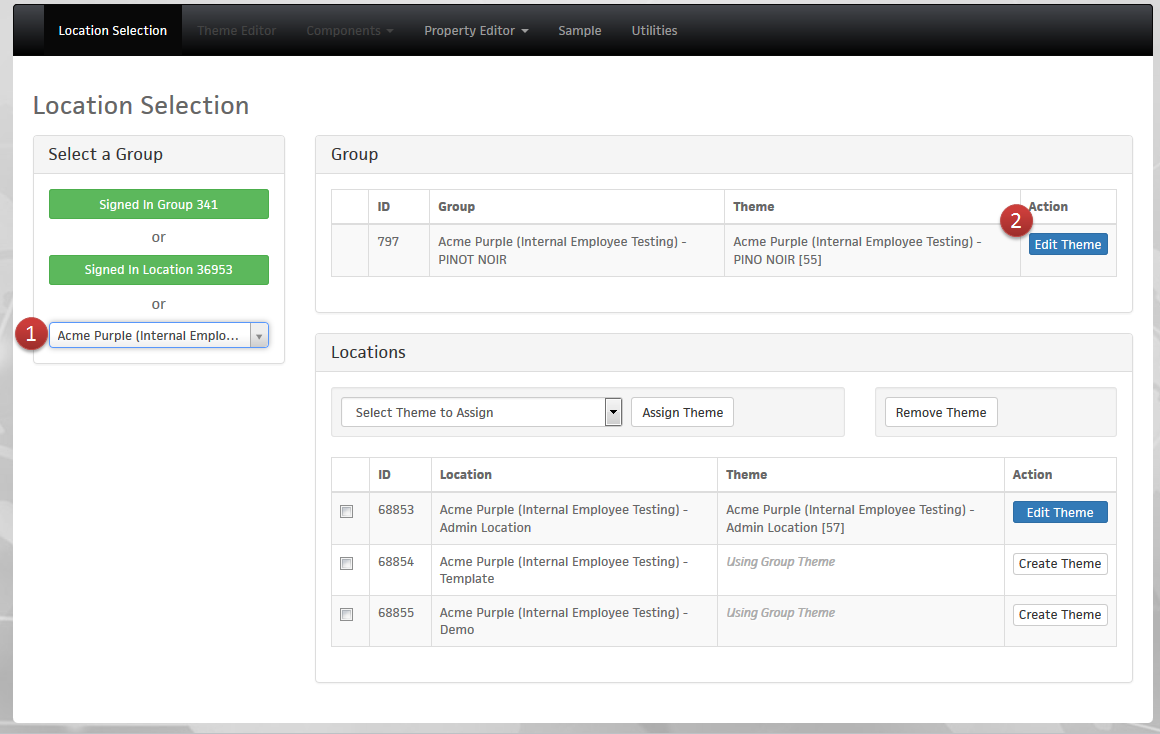 Location Selection Theme Editor Components Property Editor Sample Utilities
Location Selection
Select a Group
Signed In Group 341
or
Signed In Location 36953
or
1 Acme Purple (Internal Emplo...
Group
ID Group Theme Action
2
797 Acme Purple (Internal Employee Testing) - Acme Purple (Internal Employee Testing) - Edit Theme
PINOT NOIR PINO NOIR [55]
Locations
Select Theme to Assign Assign Theme Remove Theme
ID Location Theme Action
68853 Acme Purple (Internal Employee Testing) - Acme Purple (Internal Employee Testing) - Edit Theme
Admin Location Admin Location [57]
68854 Acme Purple (Internal Employee Testing) - Using Group Theme Create Theme
Template
68855 Acme Purple (Internal Employee Testing) - Using Group Theme Create Theme
Demo